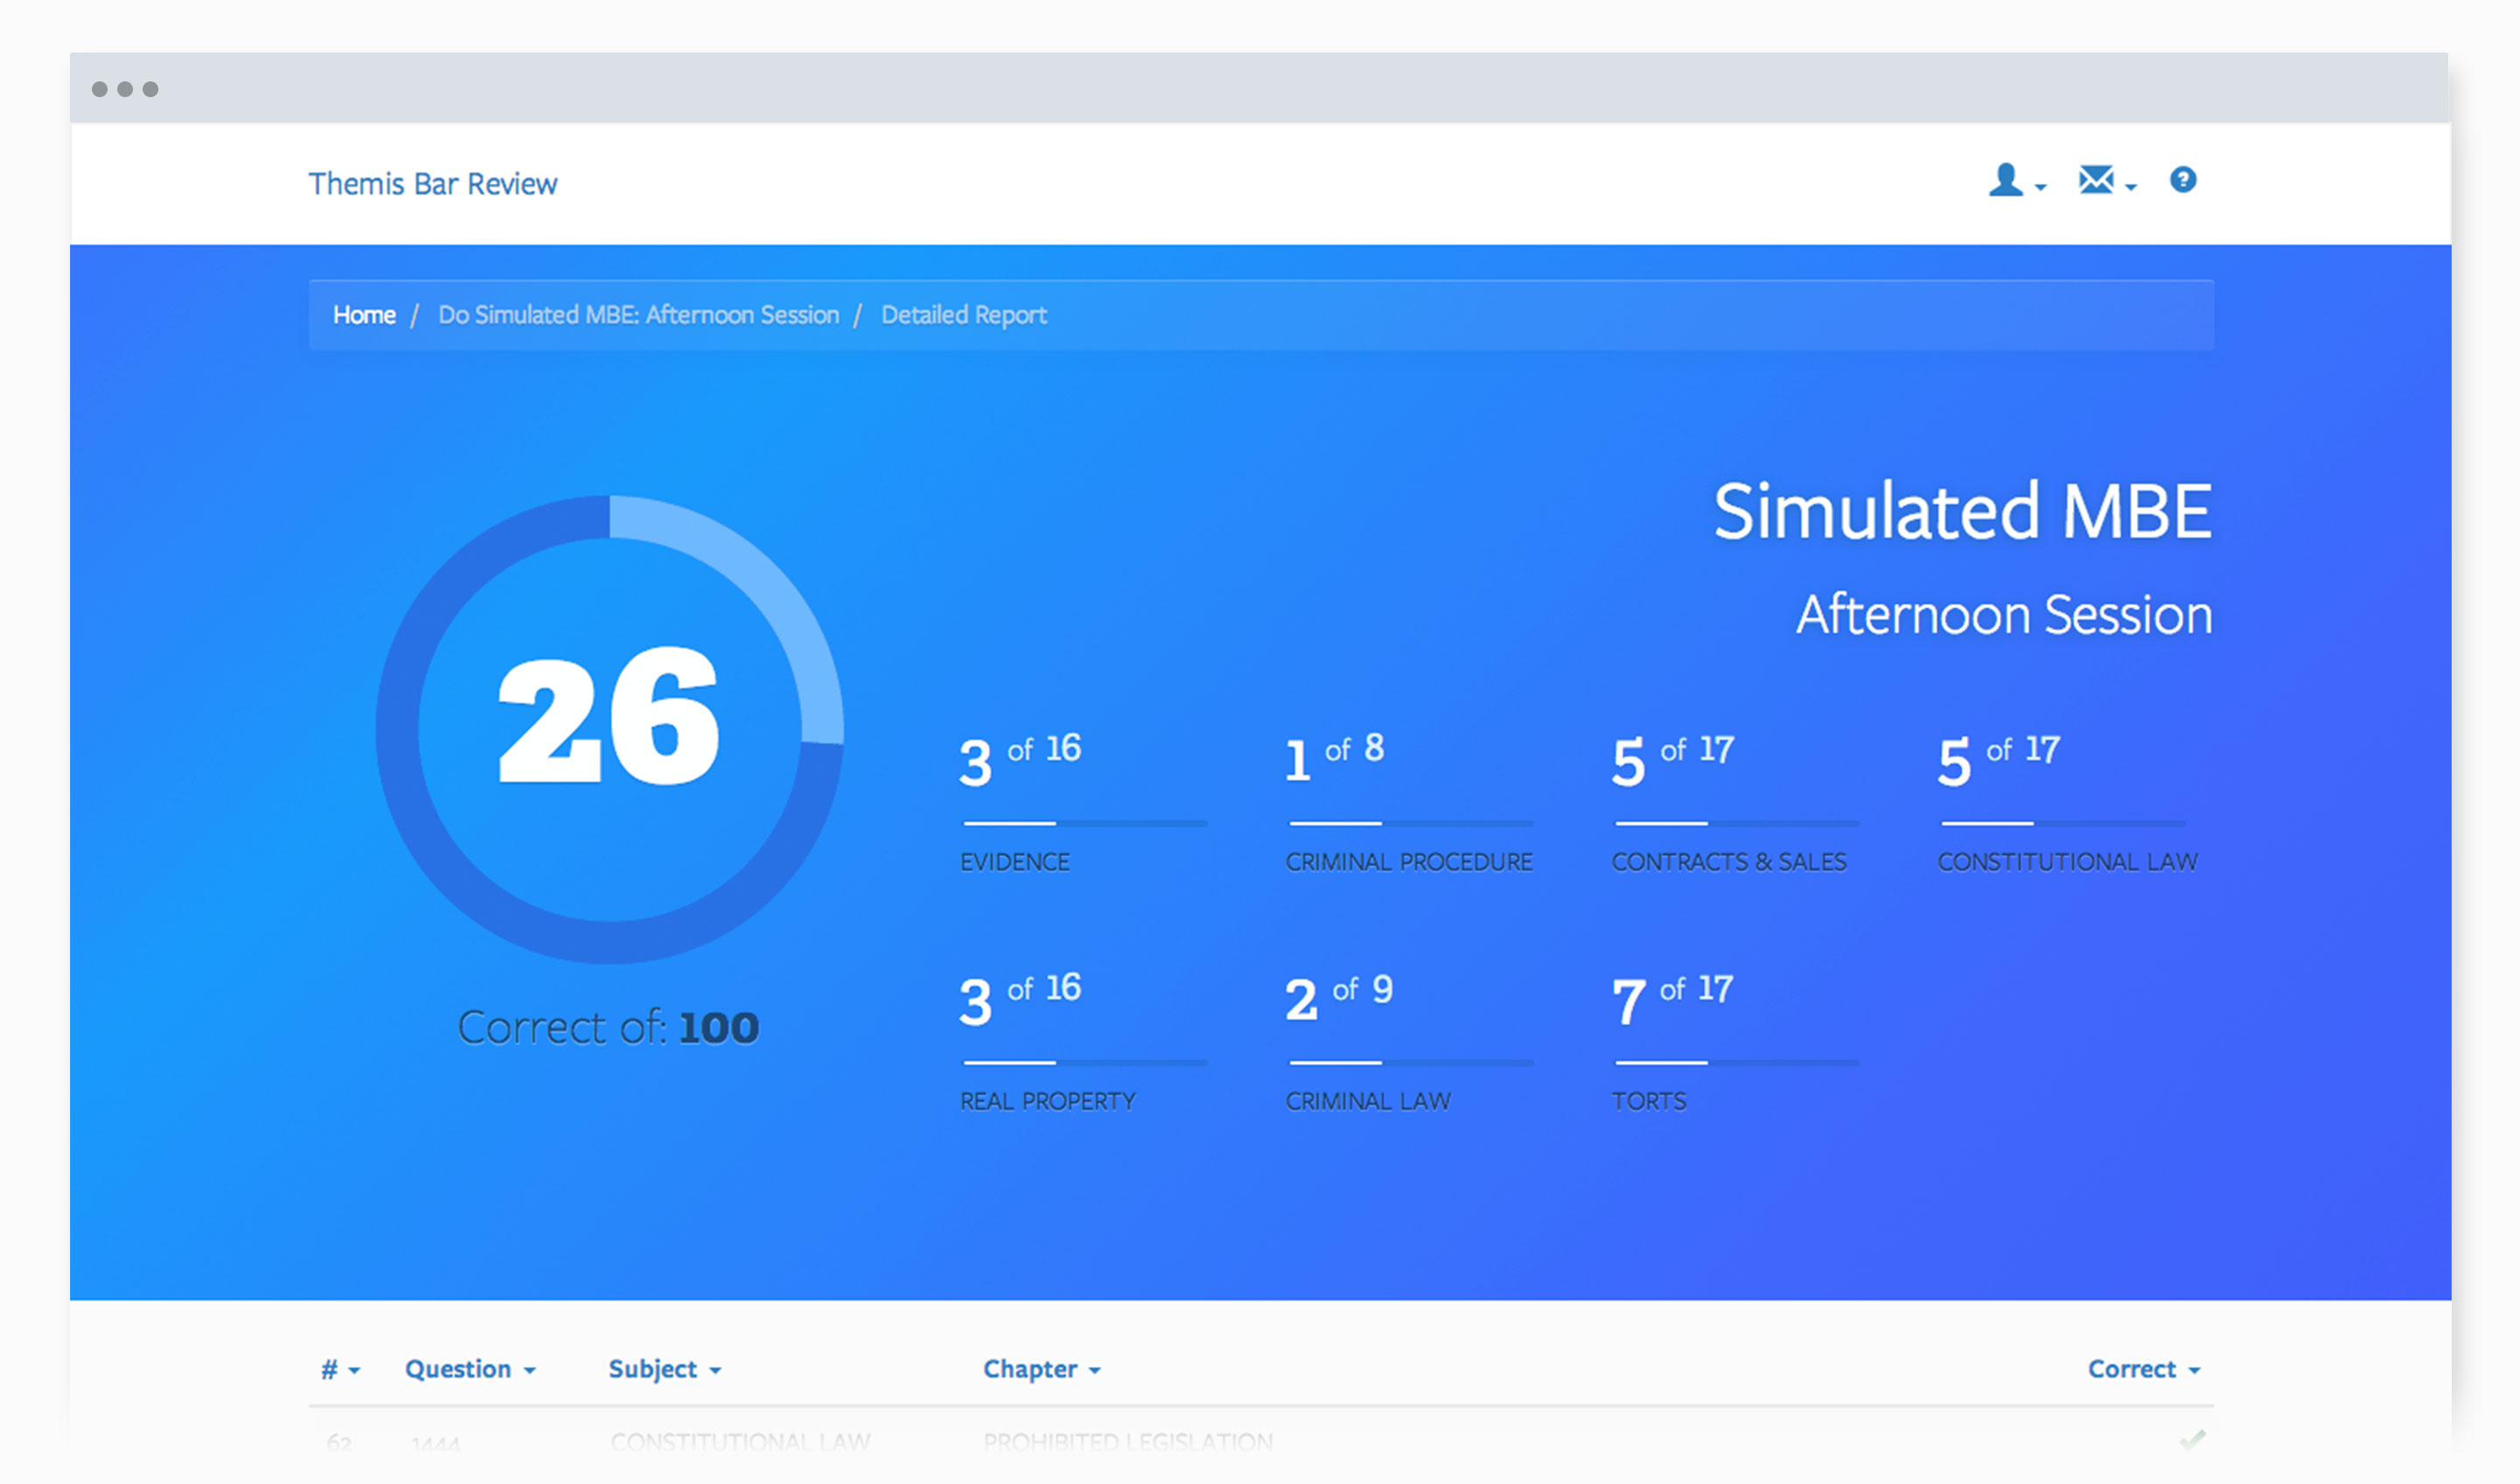 Themis Bar Review
Home / Do Simulated MBE: Afternoon Session / Detailed Report
Simulated MBE
Afternoon Session
26
Correct of: 100
3 of 16
EVIDENCE
1 of 8
CRIMINAL PROCEDURE
5 of 17
CONTRACTS & SALES
5 of 17
CONSTITUTIONAL LAW
3 of 16
REAL PROPERTY
2 of 9
CRIMINAL LAW
7 of 17
TORTS
# Question Subject Chapter Correct
62 1444 CONSTITUTIONAL LAW PROHIBITED LEGISLATION